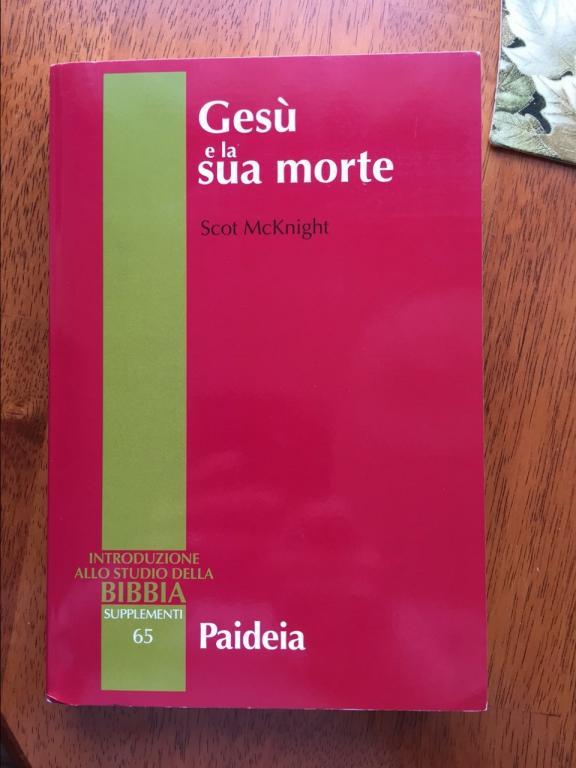 Gesù
e la
sua morte
Scot McKnight
INTRODUZIONE
ALLO STUDIO DELLA
BIBBIA
SUPPLEMENTI
65
Paideia